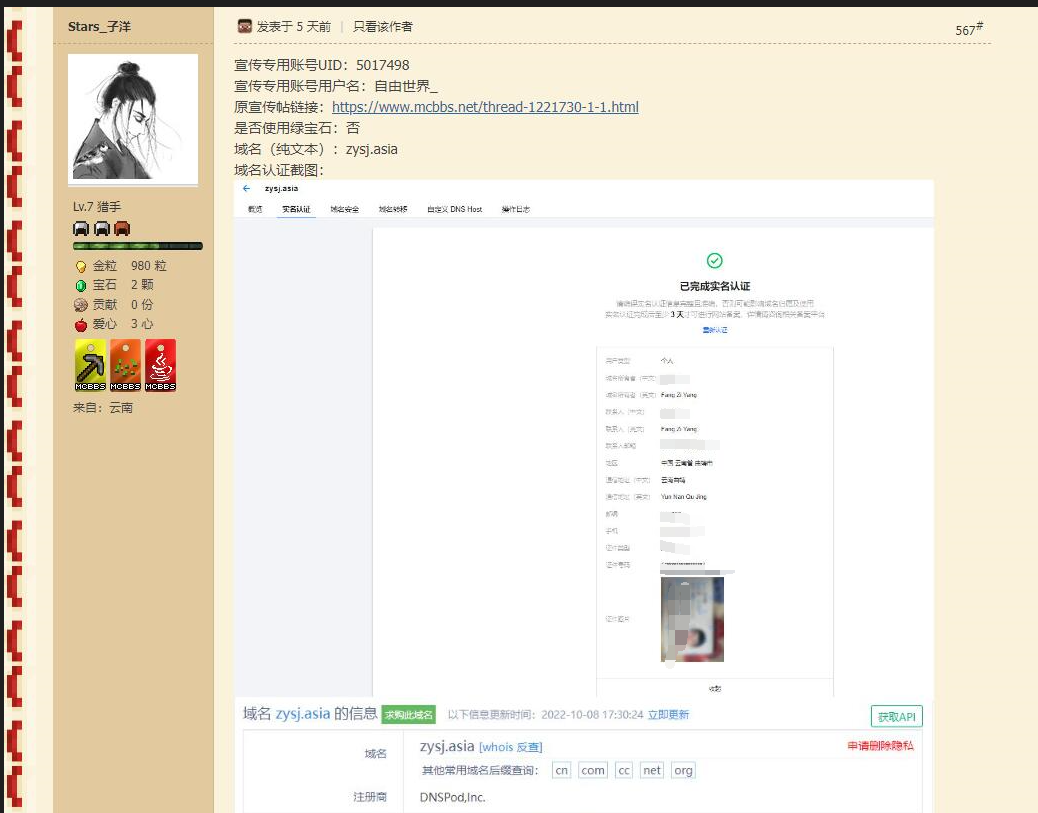 Stars_子洋
发表于 5 天前 | 只看该作者
567#
Lv.7 猎手
金粒 980 粒
宝石 2 颗
贡献 0 份
爱心 3 心
MCBBS MCBBS MCBBS
来自：云南
宣传专用账号UID：5017498
宣传专用账号用户名：自由世界_
原宣传帖链接：https://www.mcbbs.net/thread-1221730-1-1.html
是否使用绿宝石：否
域名（纯文本）：zysj.asia
域名认证截图：
← zysj.asia
概览 实名认证 域名安全 域名转移 自定义 DNS Host 操作日志
已完成实名认证
重新认证
用户类型 个人
域名所有者（中文）
域名所有者（英文） Fang Zi Yang
联系人（中文）
联系人（英文） Fang Zi Yang
联系人邮箱
地区 中国 云南省 曲靖市
通信地址（中文） 云南曲靖
通信地址（英文） Yun Nan Qu Jing
邮编
手机
证件类型
证件号码
证件图片
收起
域名 zysj.asia 的信息 求购此域名 以下信息更新时间：2022-10-08 17:30:24 立即更新
获取API
域名 zysj.asia [whois 反查]
申请删除隐私
其他常用域名后缀查询： cn com cc net org
注册商 DNSPod,Inc.